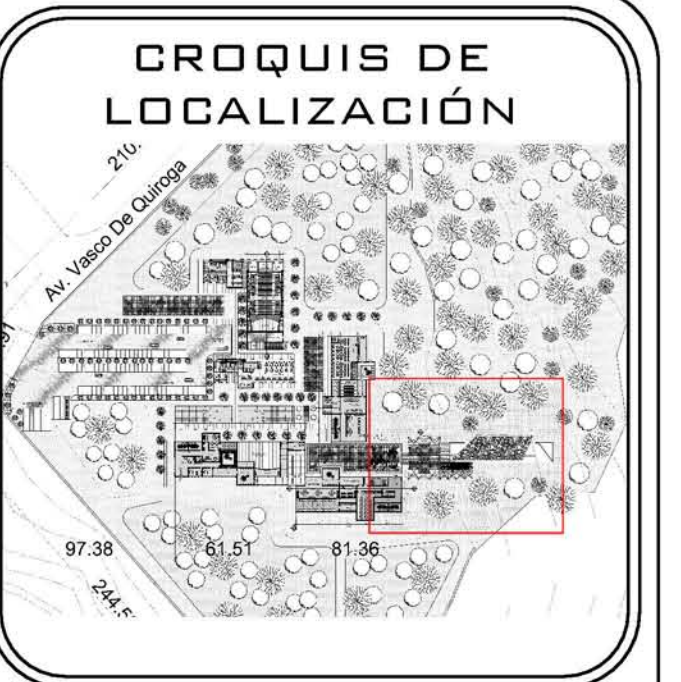 CROQUIS DE
LOCALIZACIÓN
210.
Av. Vasco De Quiroga
97.38
61.51
81.36